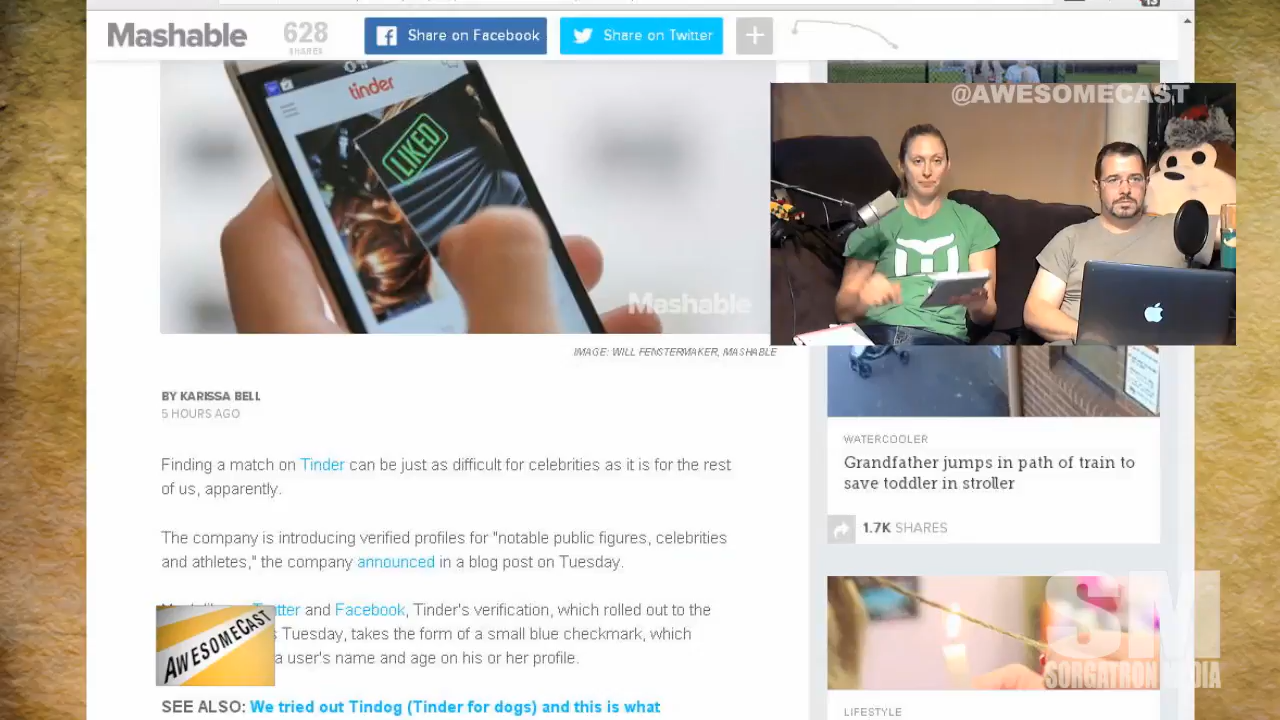 Mashable
628
SHARES
Share on Facebook
Share on Twitter
@AWESOMECAST
tinder
LIKED
Mashable
IMAGE: WILL FENSTERMAKER, MASHABLE
BY KARISSA BELL
5 HOURS AGO
Finding a match on Tinder can be just as difficult for celebrities as it is for the rest
of us, apparently.
The company is introducing verified profiles for "notable public figures, celebrities
and athletes," the company announced in a blog post on Tuesday.
and Facebook, Tinder's verification, which rolled out to the
Tuesday, takes the form of a small blue checkmark, which
a user's name and age on his or her profile.
AWESOMECAST
SEE ALSO: We tried out Tindog (Tinder for dogs) and this is what
WATERCOOLER
Grandfather jumps in path of train to
save toddler in stroller
1.7K SHARES
SM
SORGATRON MEDIA
LIFESTYLE